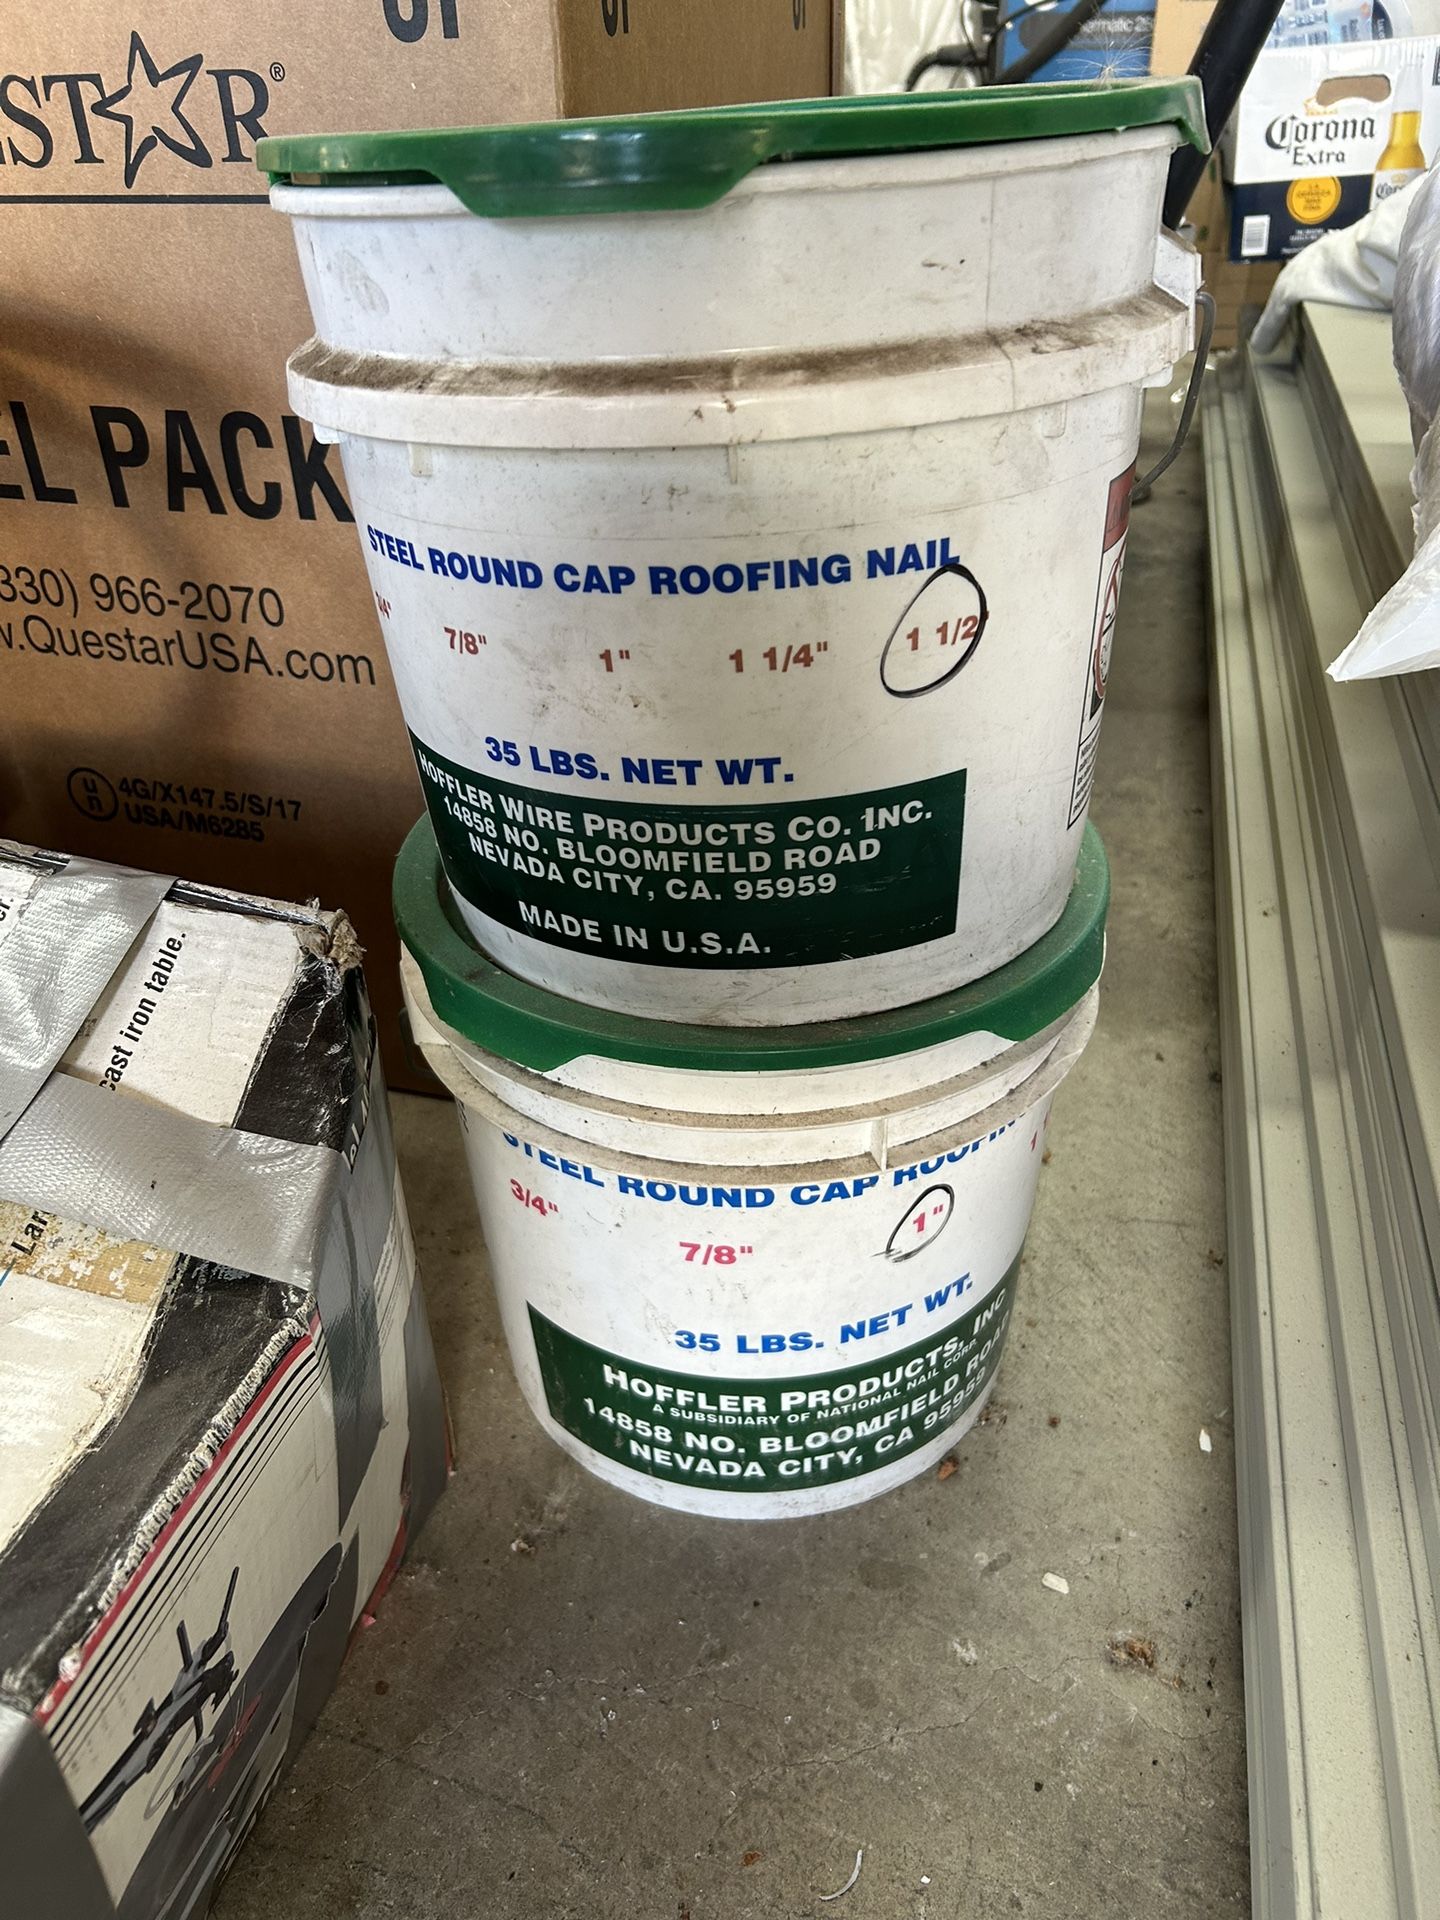 R®
PACK
966-2070
.QuestarUSA.com
un
4G/X147.5/S/17
USA/M6285
Corona
Extra
STEEL ROUND CAP ROOFING NAIL
7/8" 1" 1 1/4" 1 1/2
35 LBS. NET WT.
HOFFLER WIRE PRODUCTS CO. INC.
14858 NO. BLOOMFIELD ROAD
NEVADA CITY, CA. 95959
MADE IN U.S.A.
cast iron table.
STEEL ROUND CAP
3/4" 7/8" 1"
35 LBS. NET WT.
HOFFLER PRODUCTS, INC
A SUBSIDIARY OF NATIONAL NAIL CORP.
14858 NO. BLOOMFIELD ROAD
NEVADA CITY, CA 95959